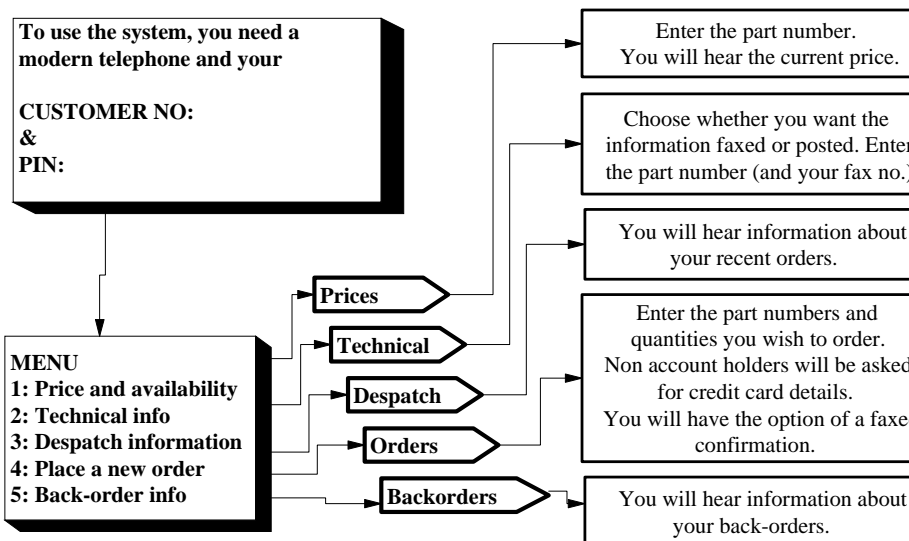 To use the system, you need a
modern telephone and your
CUSTOMER NO:
&
PIN:
MENU
1: Price and availability
2: Technical info
3: Despatch information
4: Place a new order
5: Back-order info
Prices
Technical
Despatch
Orders
Backorders
Enter the part number.
You will hear the current price.
Choose whether you want the
information faxed or posted. Enter
the part number (and your fax no.)
You will hear information about
your recent orders.
Enter the part numbers and
quantities you wish to order.
Non account holders will be asked
for credit card details.
You will have the option of a faxe
confirmation.
You will hear information about
your back-orders.